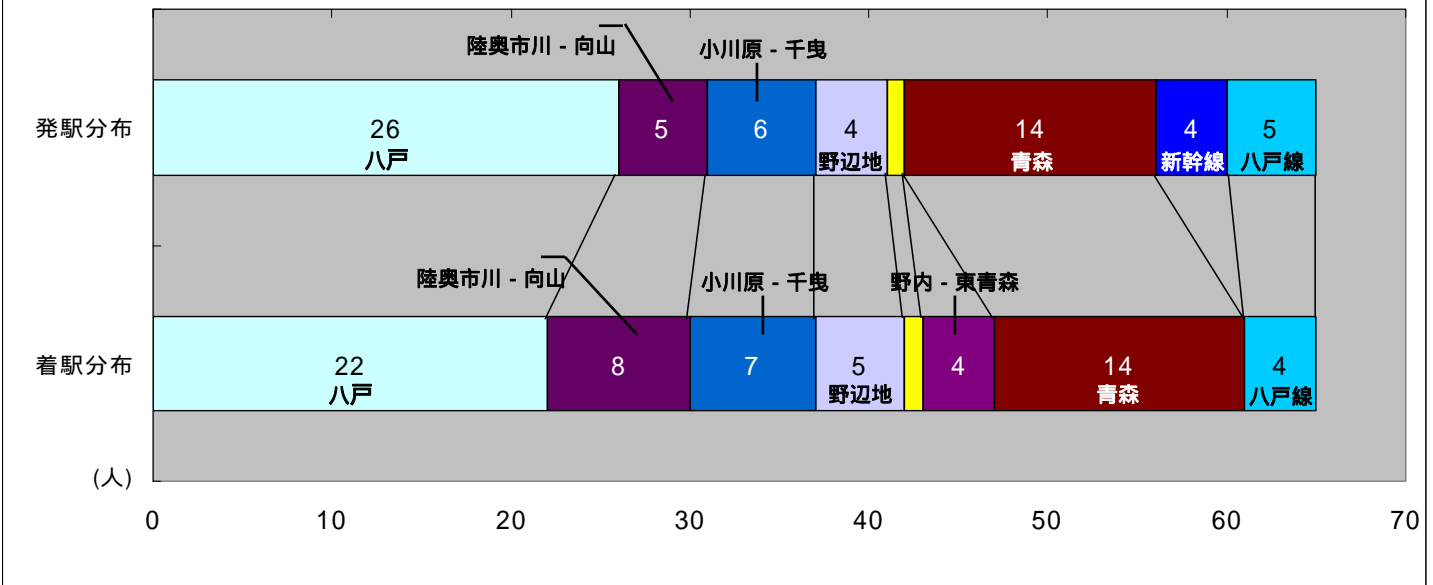 陸奥市川 - 向山
小川原 - 千曳
発駅分布
26
5
6
4
14
4
5
八戸
野辺地
青森
新幹線
八戸線
陸奥市川 - 向山
小川原 - 千曳
野内 - 東青森
着駅分布
22
8
7
5
4
14
4
八戸
野辺地
青森
八戸線
(人)
0
10
20
30
40
50
60
70